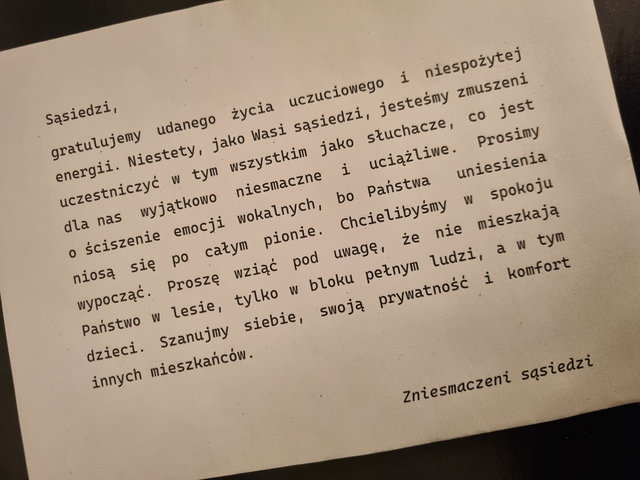 Sąsiedzi,
gratulujemy udanego życia uczuciowego i niespożytej
energii. Niestety, jako Wasi sąsiedzi, jesteśmy zmuszeni
uczestniczyć w tym wszystkim jako słuchacze, co jest
dla nas wyjątkowo niesmaczne i uciążliwe. Prosimy
o ściszenie emocji wokalnych, bo Państwa uniesienia
niosą się po całym pionie. Chcielibyśmy w spokoju
wypocząć. Proszę wziąć pod uwagę, że nie mieszkają
Państwo w lesie, tylko w bloku pełnym ludzi, a w tym
dzieci. Szanujmy siebie, swoją prywatność i komfort
innych mieszkańców.
Zniesmaczeni sąsiedzi